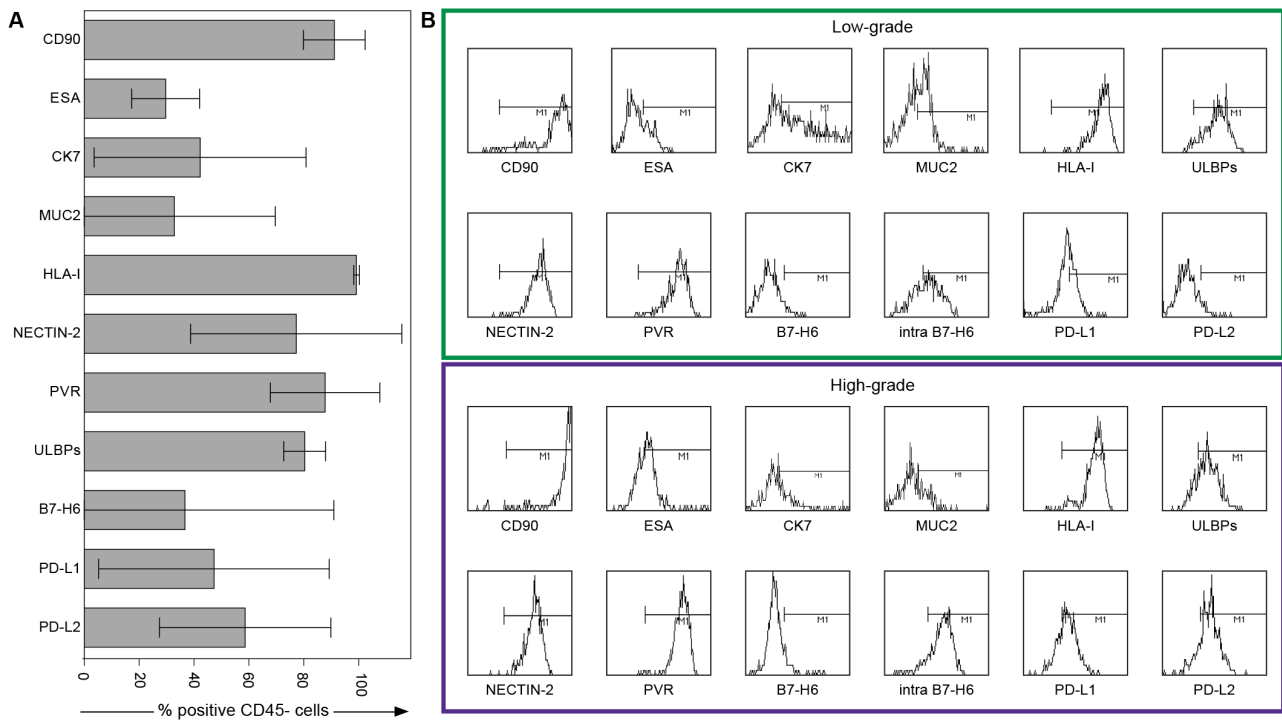 A
CD90
ESA
CK7
MUC2
HLA-I
NECTIN-2
PVR
ULBPs
B7-H6
PD-L1
PD-L2
0 20 40 60 80 100
% positive CD45- cells
B
Low-grade
M1 M1 M1 M1 M1 M1
CD90 ESA CK7 MUC2 HLA-I ULBPs
M1 M1 M1 M1 M1 M1
NECTIN-2 PVR B7-H6 intra B7-H6 PD-L1 PD-L2
High-grade
M1 M1 M1 M1 M1 M1
CD90 ESA CK7 MUC2 HLA-I ULBPs
M1 M1 M1 M1 M1 M1
NECTIN-2 PVR B7-H6 intra B7-H6 PD-L1 PD-L2